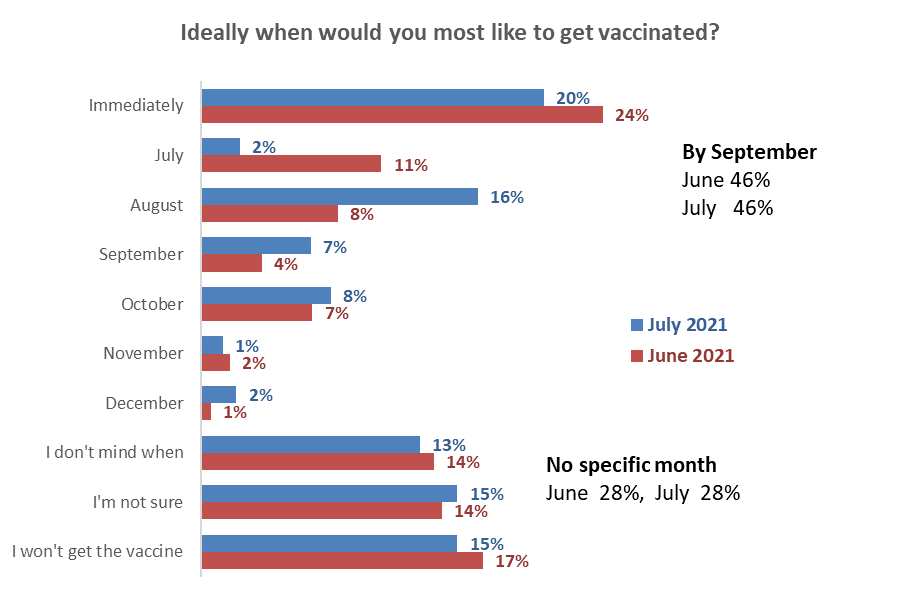 Ideally when would you most like to get vaccinated?
Immediately
20%
24%
July
2%
11%
August
16%
8%
September
7%
4%
October
8%
7%
November
1%
2%
December
2%
1%
I don't mind when
13%
14%
I'm not sure
15%
14%
I won't get the vaccine
15%
17%
By September
June 46%
July 46%
July 2021
June 2021
No specific month
June 28%, July 28%